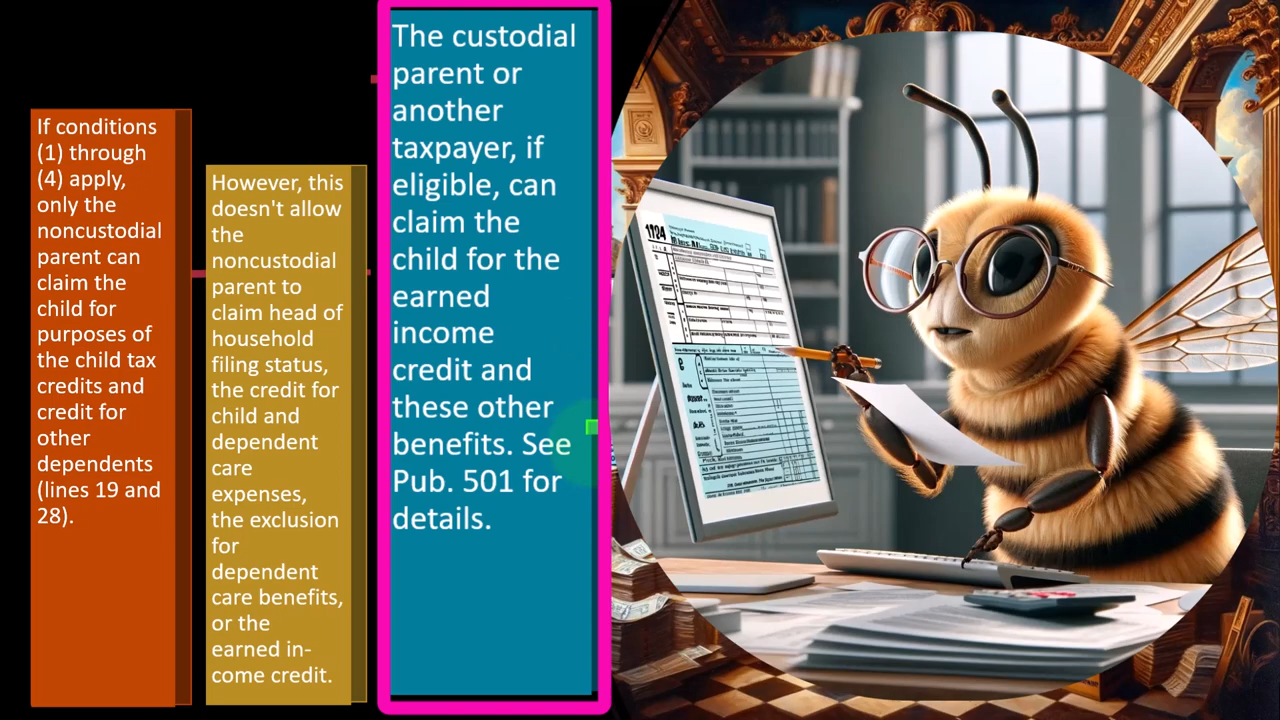 If conditions
(1) through
(4) apply,
only the
noncustodial
parent can
claim the
child for
purposes of
the child tax
credits and
credit for
other
dependents
(lines 19 and
28).
However, this
doesn't allow
the
noncustodial
parent to
claim head of
household
filing status,
the credit for
child and
dependent
care
expenses,
the exclusion
for
dependent
care benefits,
or the
earned in-
come credit.
The custodial
parent or
another
taxpayer, if
eligible, can
claim the
child for the
earned
income
credit and
these other
benefits. See
Pub. 501 for
details.